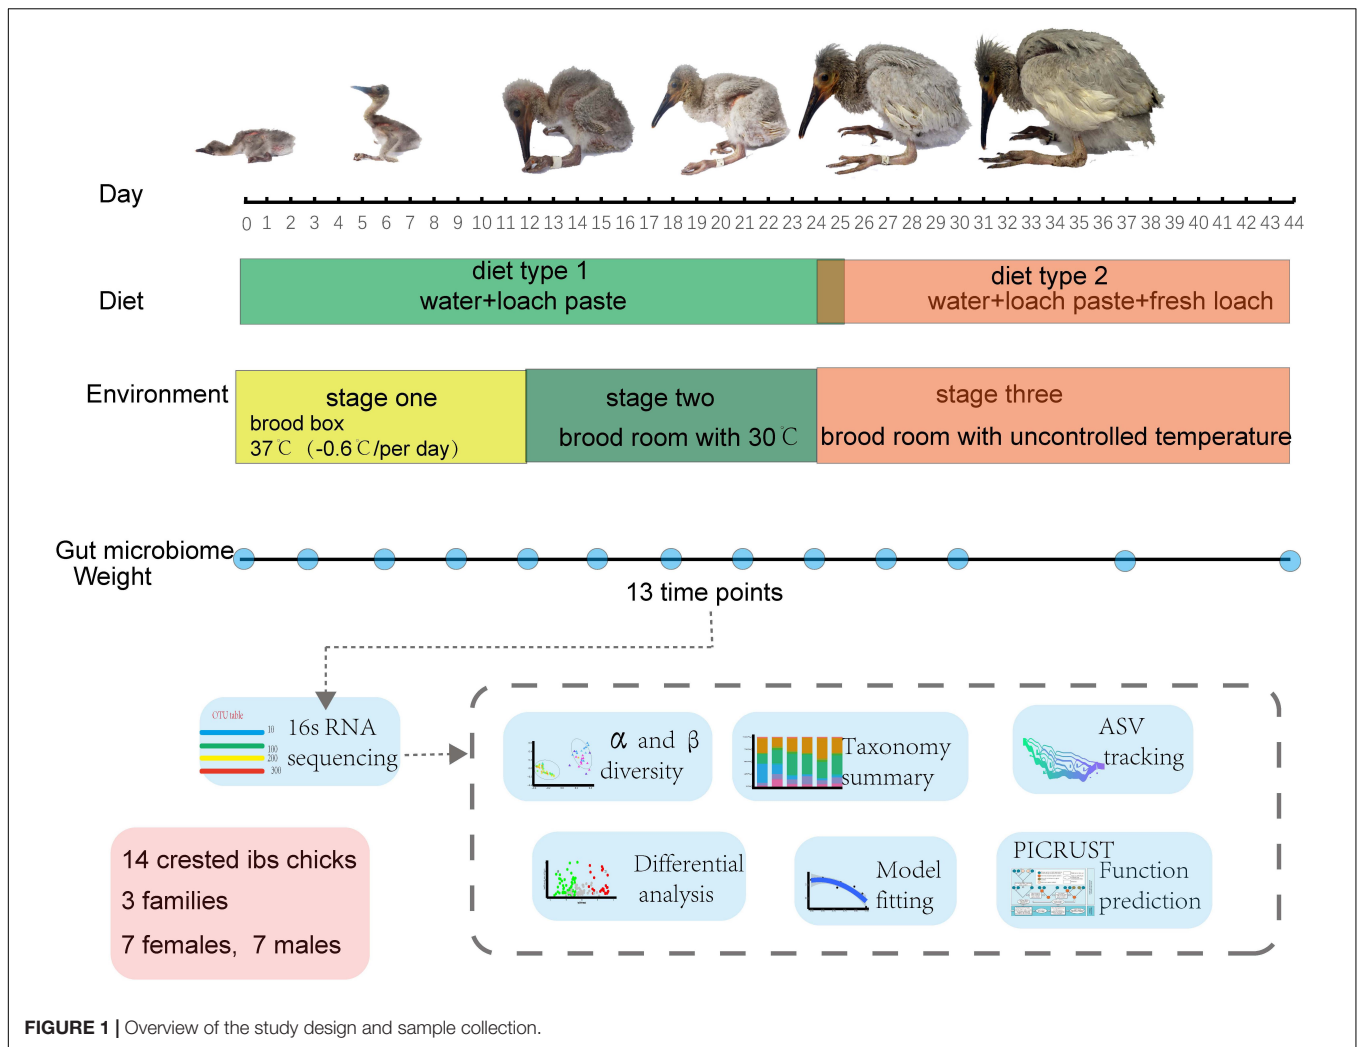 Day
0 1 2 3 4 5 6 7 8 9 10 11 12 13 14 15 16 17 18 19 20 21 22 23 24 25 26 27 28 29 30 31 32 33 34 35 36 37 38 39 40 41 42 43 44
Diet
diet type 1
water+loach paste
diet type 2
water+loach paste+fresh loach
Environment
stage one
brood box
37℃ (-0.6℃/per day)
stage two
brood room with 30℃
stage three
brood room with uncontrolled temperature
Gut microbiome
Weight
13 time points
OTU table
10
100
200
300
16s RNA
sequencing
α and β
diversity
Taxonomy
summary
ASV
tracking
Differential
analysis
Model
fitting
PICRUST
Function
prediction
14 crested ibs chicks
3 families
7 females, 7 males
FIGURE 1 | Overview of the study design and sample collection.